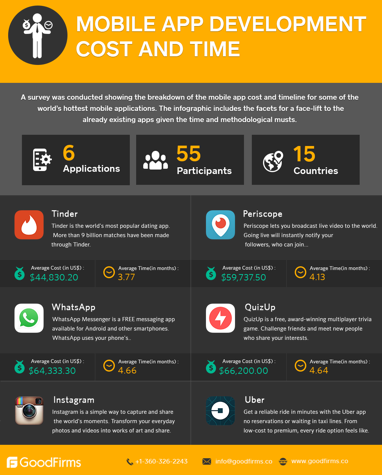 MOBILE APP DEVELOPMENT
COST AND TIME
A survey was conducted showing the breakdown of the mobile app cost and timeline for some of the
world's hottest mobile applications. The infographic includes the facets for a face-lift to the
already existing apps given the time and methodological musts.
6
Applications
55
Participants
15
Countries
Tinder
Tinder is the world's most popular dating app.
More than 9 billion matches have been made
through Tinder.
Periscope
Periscope lets you broadcast live video to the world.
Going live will instantly notify your
followers, who can join...
Average Cost (in US$) :
$44,830.20
Average Time(in months) :
3.77
Average Cost (in US$) :
$59,737.50
Average Time(in months) :
4.13
WhatsApp
WhatsApp Messenger is a FREE messaging app
available for Android and other smartphones.
WhatsApp uses your phone's..
QuizUp
QuizUp is a free, award-winning multiplayer trivia
game. Challenge friends and meet new people
who share your interests.
Average Cost (in US$) :
$64,333.30
Average Time(in months) :
4.66
Average Cost (in US$) :
$66,200.00
Average Time(in months) :
4.64
Instagram
Instagram is a simple way to capture and share
the world's moments. Transform your everyday
photos and videos into works of art and share.
Uber
Get a reliable ride in minutes with the Uber app
no reservations or waiting in taxi lines. From
low-cost to premium, every ride option feels like.
GoodFirms
+1-360-326-2243
info@goodfirms.co
www.goodfirms.co